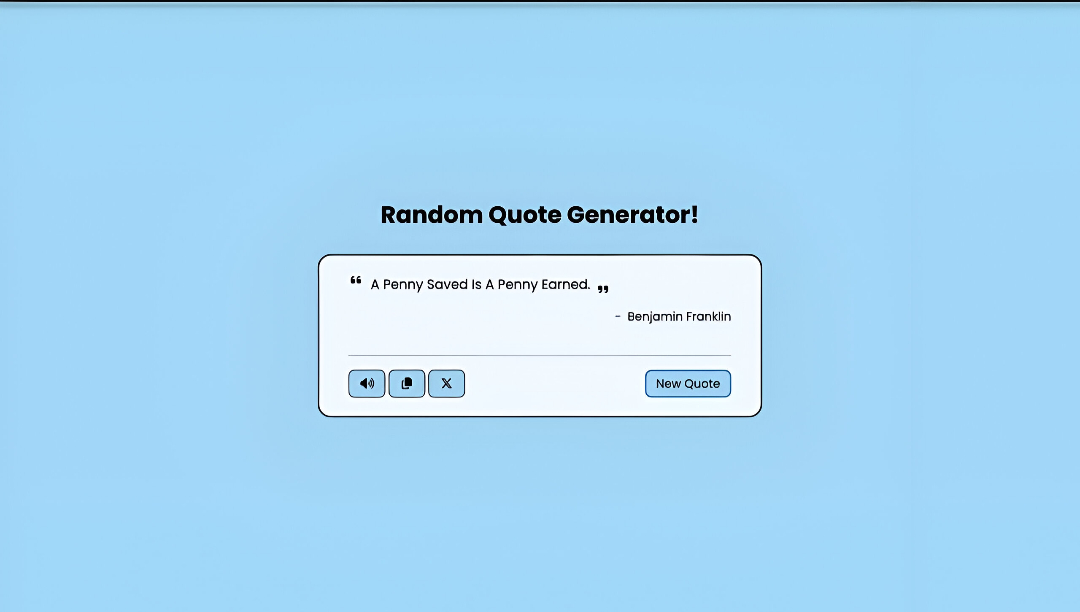 Random Quote Generator!
“ A Penny Saved Is A Penny Earned. ”
- Benjamin Franklin
New Quote